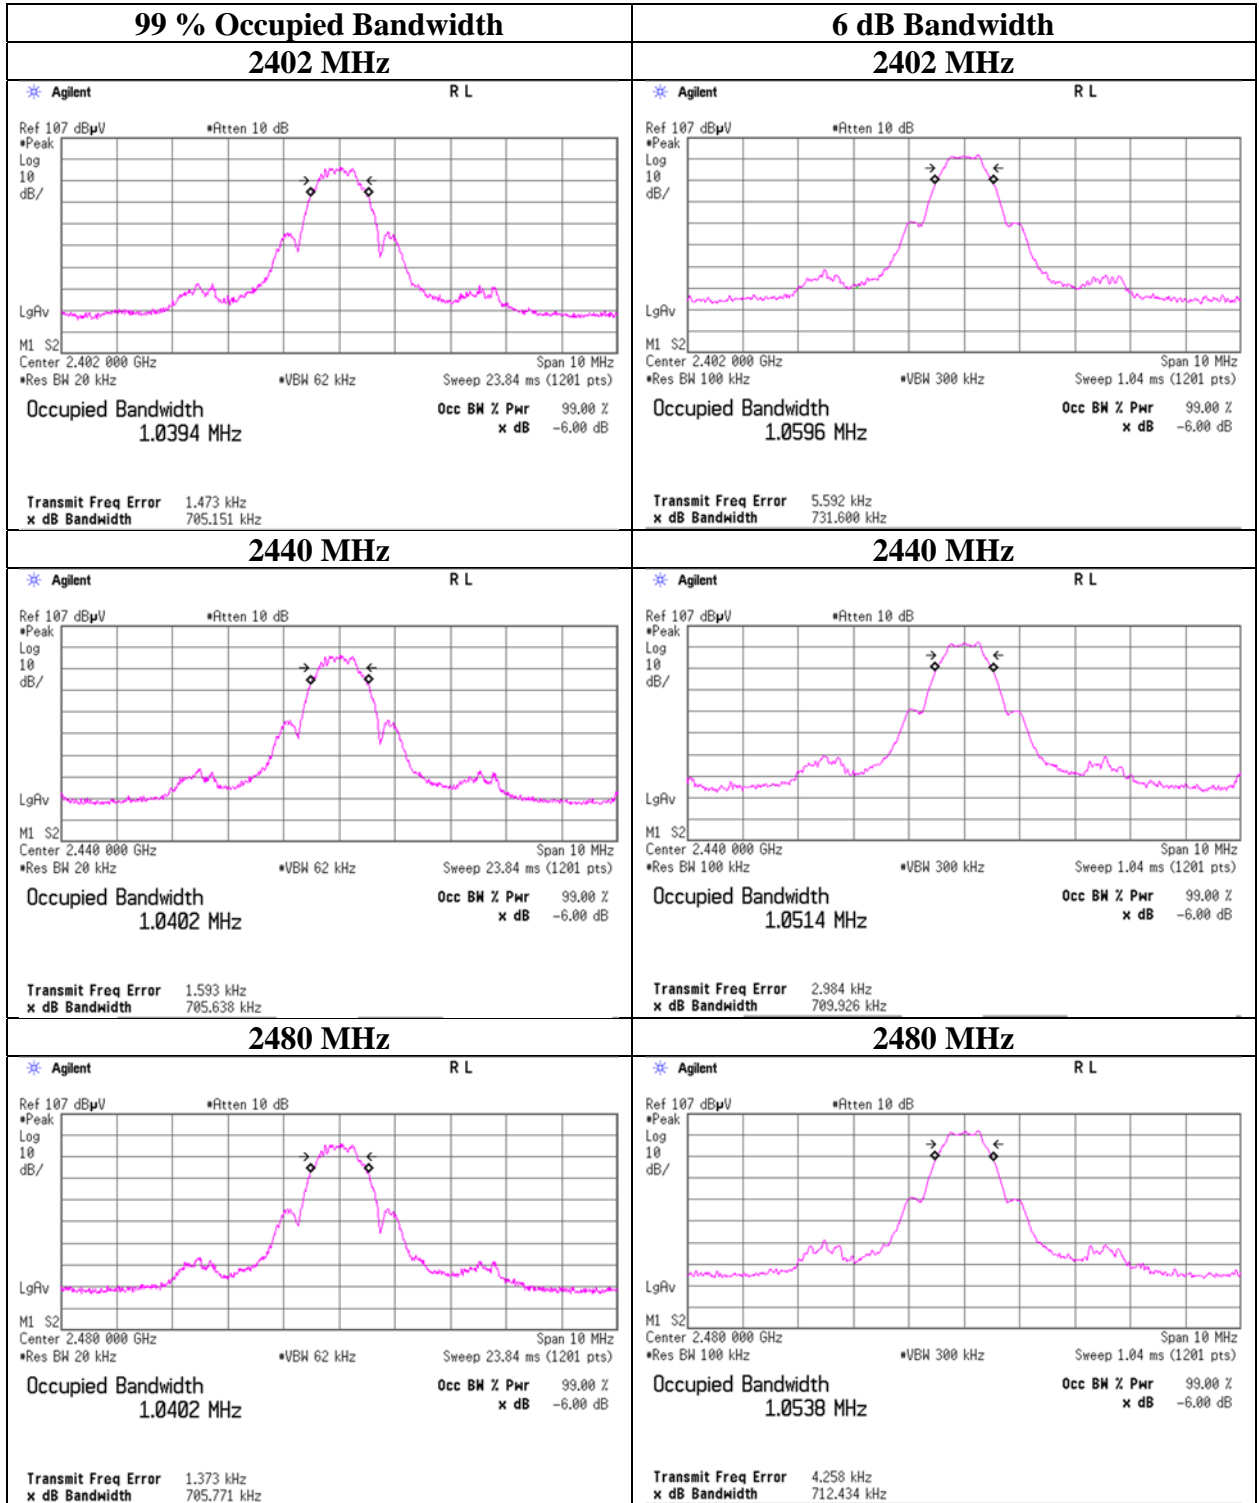 99 % Occupied Bandwidth
6 dB Bandwidth
2402 MHz
2402 MHz
Agilent R L
Ref 107 dBµV *Atten 10 dB
*Peak
Log
10
dB/
LgAv
M1 S2
Center 2.402 000 GHz Span 10 MHz
*Res BW 20 kHz *VBW 62 kHz Sweep 23.84 ms (1201 pts)
Occupied Bandwidth Occ BW % Pwr 99.00 %
1.0394 MHz x dB -6.00 dB
Transmit Freq Error 1.473 kHz
x dB Bandwidth 705.151 kHz
Agilent R L
Ref 107 dBµV *Atten 10 dB
*Peak
Log
10
dB/
LgAv
M1 S2
Center 2.402 000 GHz Span 10 MHz
*Res BW 100 kHz *VBW 300 kHz Sweep 1.04 ms (1201 pts)
Occupied Bandwidth Occ BW % Pwr 99.00 %
1.0596 MHz x dB -6.00 dB
Transmit Freq Error 5.592 kHz
x dB Bandwidth 731.600 kHz
2440 MHz
2440 MHz
Agilent R L
Ref 107 dBµV *Atten 10 dB
*Peak
Log
10
dB/
LgAv
M1 S2
Center 2.440 000 GHz Span 10 MHz
*Res BW 20 kHz *VBW 62 kHz Sweep 23.84 ms (1201 pts)
Occupied Bandwidth Occ BW % Pwr 99.00 %
1.0402 MHz x dB -6.00 dB
Transmit Freq Error 1.593 kHz
x dB Bandwidth 705.638 kHz
Agilent R L
Ref 107 dBµV *Atten 10 dB
*Peak
Log
10
dB/
LgAv
M1 S2
Center 2.440 000 GHz Span 10 MHz
*Res BW 100 kHz *VBW 300 kHz Sweep 1.04 ms (1201 pts)
Occupied Bandwidth Occ BW % Pwr 99.00 %
1.0514 MHz x dB -6.00 dB
Transmit Freq Error 2.984 kHz
x dB Bandwidth 709.926 kHz
2480 MHz
2480 MHz
Agilent R L
Ref 107 dBµV *Atten 10 dB
*Peak
Log
10
dB/
LgAv
M1 S2
Center 2.480 000 GHz Span 10 MHz
*Res BW 20 kHz *VBW 62 kHz Sweep 23.84 ms (1201 pts)
Occupied Bandwidth Occ BW % Pwr 99.00 %
1.0402 MHz x dB -6.00 dB
Transmit Freq Error 1.373 kHz
x dB Bandwidth 705.771 kHz
Agilent R L
Ref 107 dBµV *Atten 10 dB
*Peak
Log
10
dB/
LgAv
M1 S2
Center 2.480 000 GHz Span 10 MHz
*Res BW 100 kHz *VBW 300 kHz Sweep 1.04 ms (1201 pts)
Occupied Bandwidth Occ BW % Pwr 99.00 %
1.0538 MHz x dB -6.00 dB
Transmit Freq Error 4.258 kHz
x dB Bandwidth 712.434 kHz